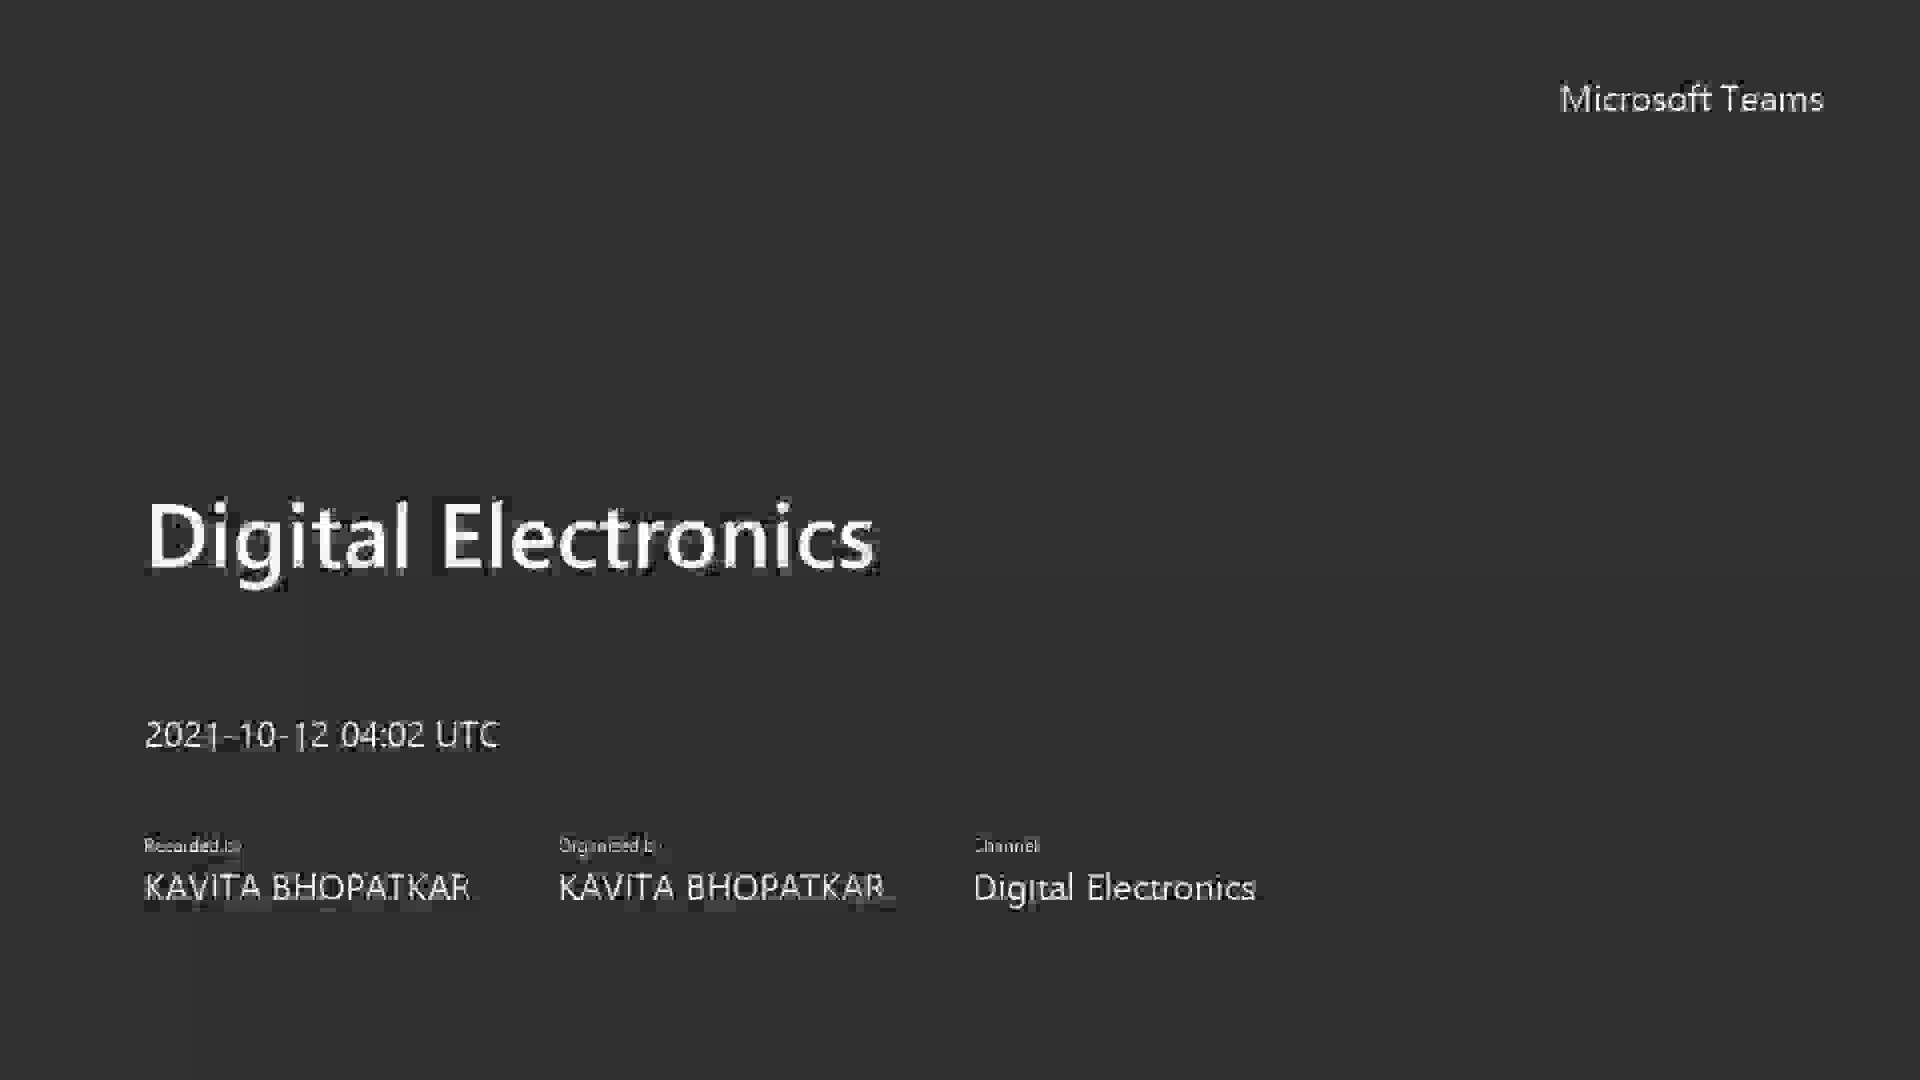 Microsoft Teams
Digital Electronics
2021-10-12 04:02 UTC
Recorded by
Organized by
Channel
KAVITA BHOPATKAR
KAVITA BHOPATKAR
Digital Electronics